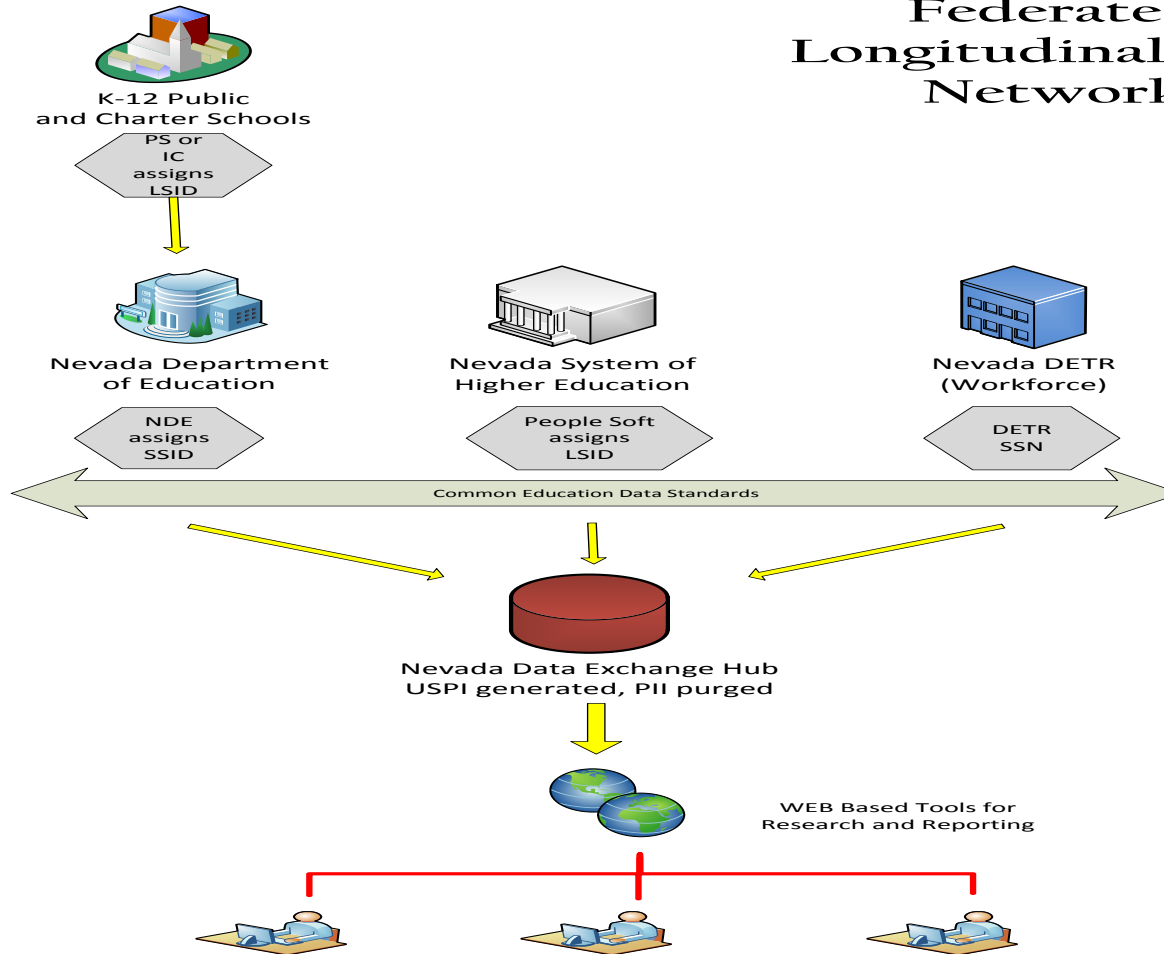 Federate
Longitudinal
Network
K-12 Public
and Charter Schools
PS or
IC
assigns
LSID
Nevada Department
of Education
Nevada System of
Higher Education
Nevada DETR
(Workforce)
NDE
assigns
SSID
People Soft
assigns
LSID
DETR
SSN
Common Education Data Standards
Nevada Data Exchange Hub
USPI generated, PII purged
WEB Based Tools for
Research and Reporting